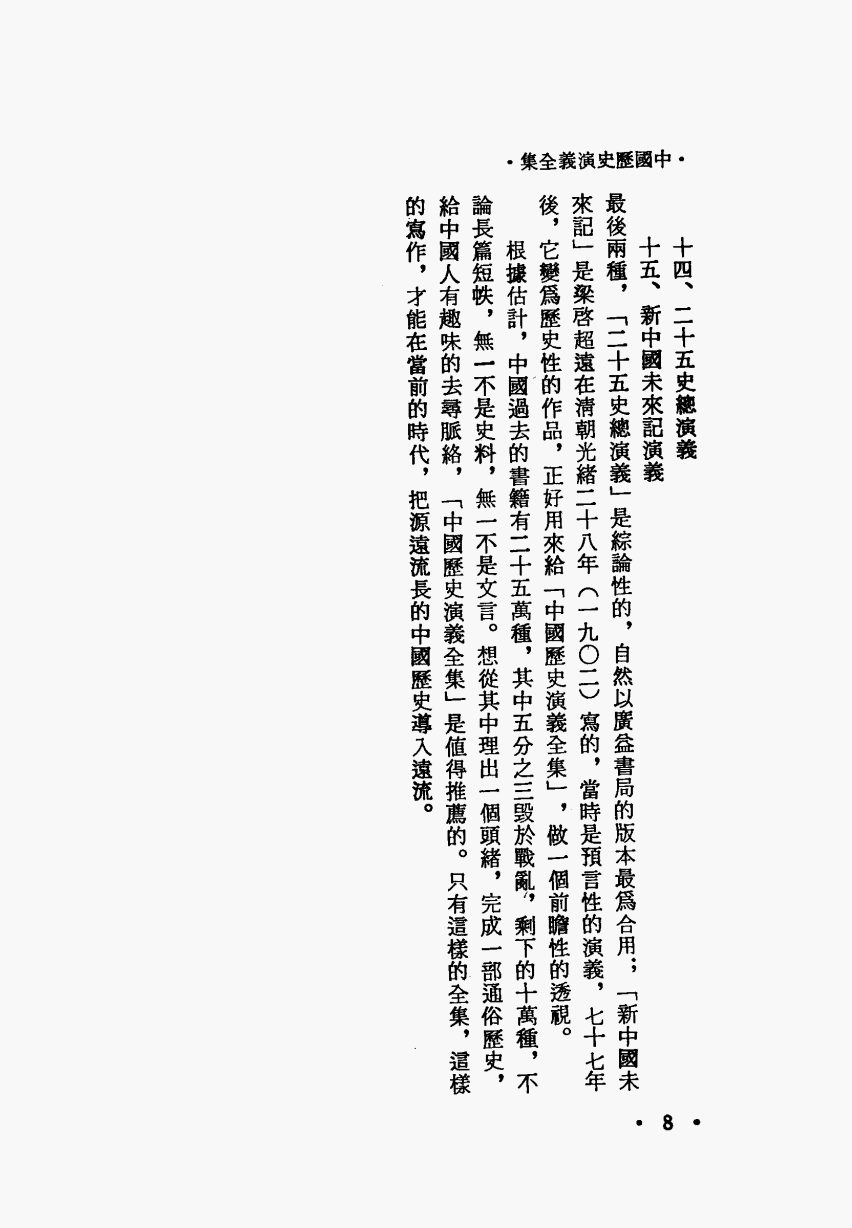 ·中國歷史演義全集·
十四、二十五史總演義
十五、新中國未來記演義
最後兩種，「二十五史總演義」是綜論性的，自然以廣益書局的版本最爲合用；「新中國未
來記」是梁啓超遠在淸朝光緒二十八年（一九〇二）寫的，當時是預言性的演義，七十七年
後，它變爲歷史性的作品，正好用來給「中國歷史演義全集」，做一個前瞻性的透視。
根據估計，中國過去的書籍有二十五萬種，其中五分之三毀於戰亂，剩下的十萬種，不
論長篇短帙，無一不是史料，無一不是文言。想從其中理出一個頭緒，完成一部通俗歷史，
給中國人有趣味的去尋脈絡，「中國歷史演義全集」是値得推薦的。只有這樣的全集，這樣
的寫作，才能在當前的時代，把源遠流長的中國歷史導入遠流。
· 8 ·